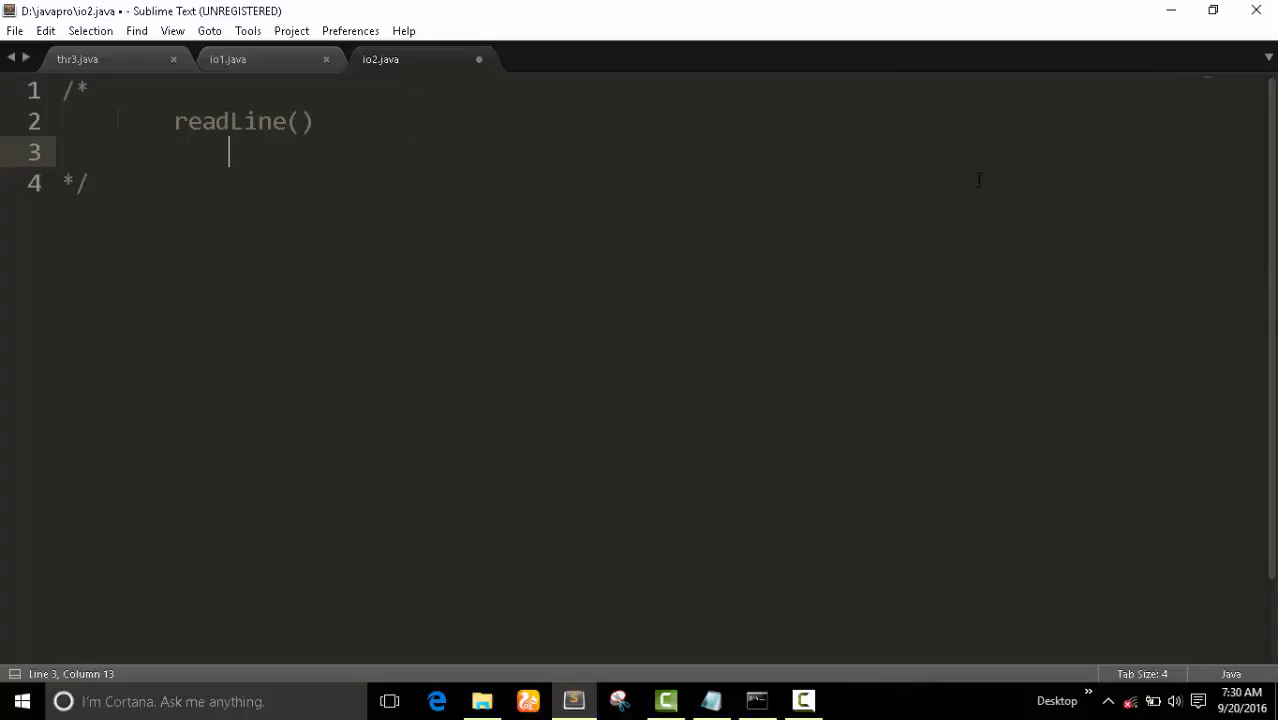 D:\javapro\io2.java • - Sublime Text (UNREGISTERED)
File Edit Selection Find View Goto Tools Project Preferences Help
thr3.java io1.java io2.java
1 /*
2 readLine()
3
4 */
Line 3, Column 13 Tab Size: 4 Java
I'm Cortana. Ask me anything.
Desktop
7:30 AM
9/20/2016